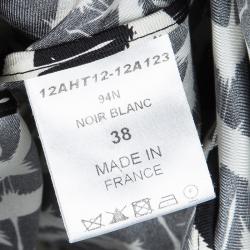 12AHT12-12A123
94N
NOIR BLANC
38
MADE IN
FRANCE